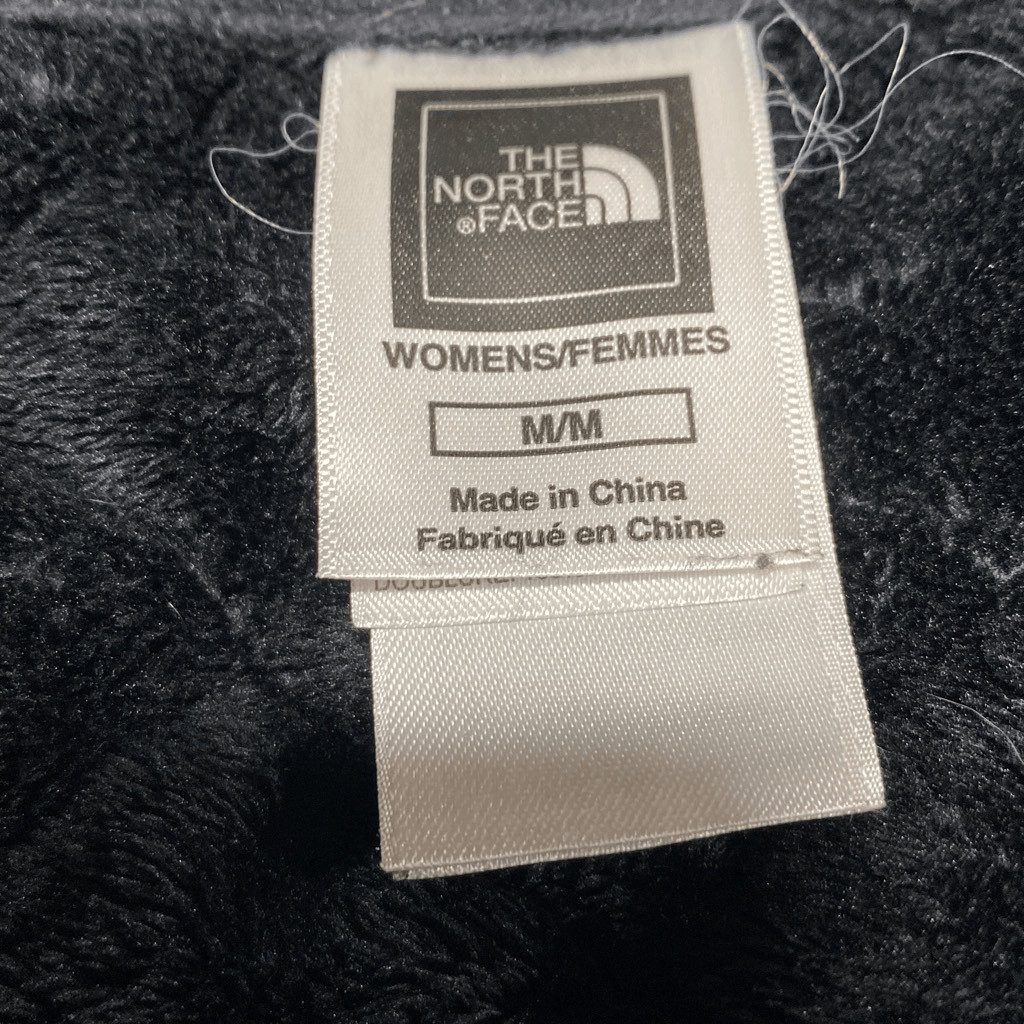 THE
NORTH
®FACE
WOMENS/FEMMES
M/M
Made in China
Fabriqué en Chine